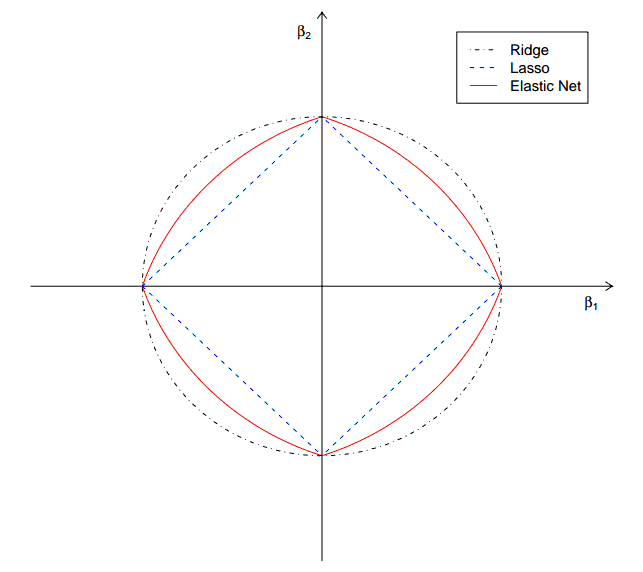 β2
Ridge
Lasso
Elastic Net
β1